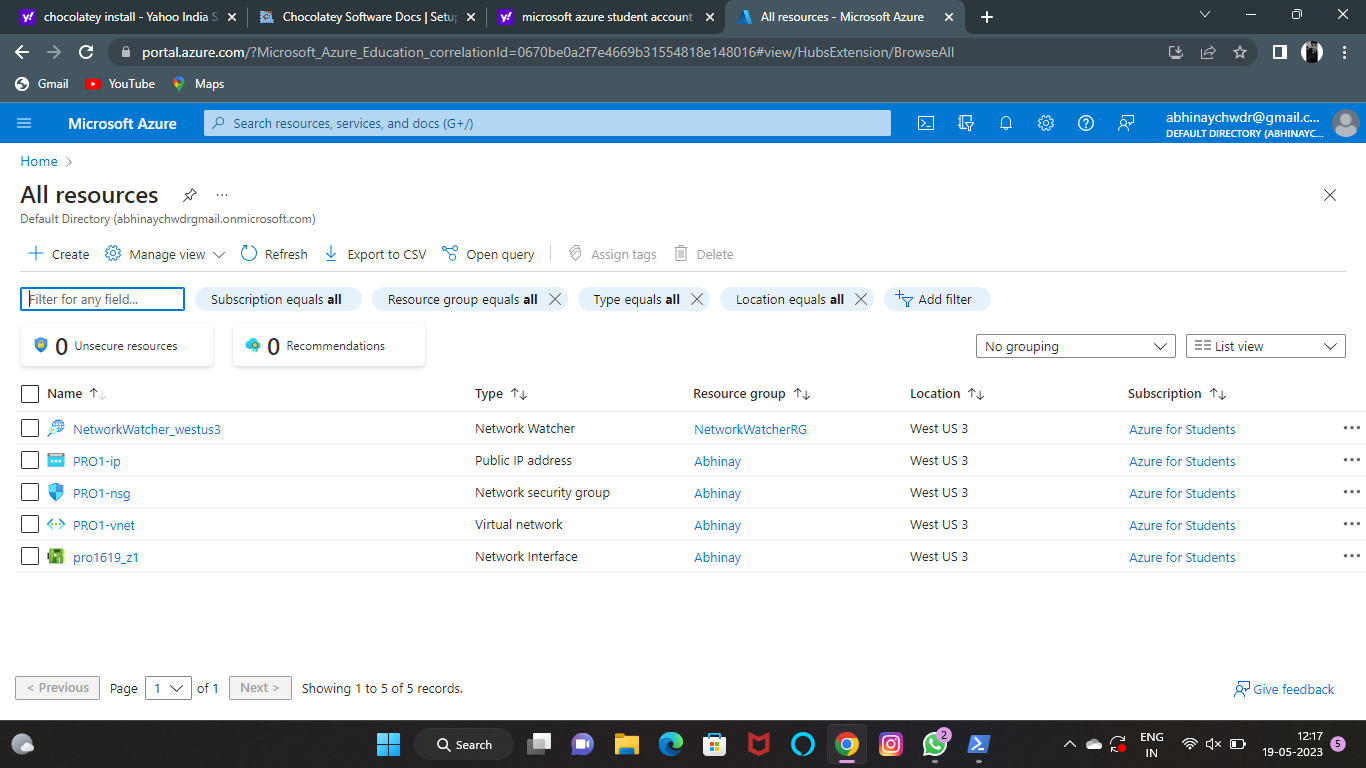 chocolatey install - Yahoo India S
Chocolatey Software Docs | Setup
microsoft azure student account
All resources - Microsoft Azure
portal.azure.com/?Microsoft_Azure_Education_correlationId=0670be0a2f7e4669b31554818e148016#view/HubsExtension/BrowseAll
Gmail YouTube Maps
Microsoft Azure
Search resources, services, and docs (G+/)
abhinaychwdr@gmail.c...
DEFAULT DIRECTORY (ABHINAYC...
Home
All resources
Default Directory (abhinaychwdrgmail.onmicrosoft.com)
Create Manage view Refresh Export to CSV Open query Assign tags Delete
Filter for any field... Subscription equals all Resource group equals all Type equals all Location equals all Add filter
0 Unsecure resources 0 Recommendations No grouping List view
Name Type Resource group Location Subscription
NetworkWatcher_westus3 Network Watcher NetworkWatcherRG West US 3 Azure for Students
PRO1-ip Public IP address Abhinay West US 3 Azure for Students
PRO1-nsg Network security group Abhinay West US 3 Azure for Students
PRO1-vnet Virtual network Abhinay West US 3 Azure for Students
pro1619_z1 Network Interface Abhinay West US 3 Azure for Students
< Previous Page 1 of 1 Next > Showing 1 to 5 of 5 records. Give feedback
Search
2
ENG
IN
12:17
19-05-2023
5